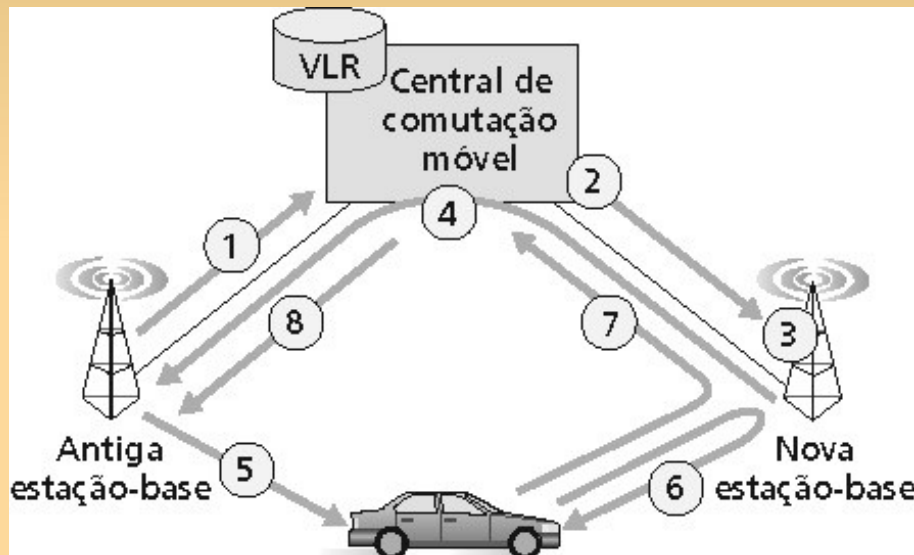 VLR
Central de
comutação
móvel
2
4
1
8
7
3
Antiga
estação-base
5
6
Nova
estação-base